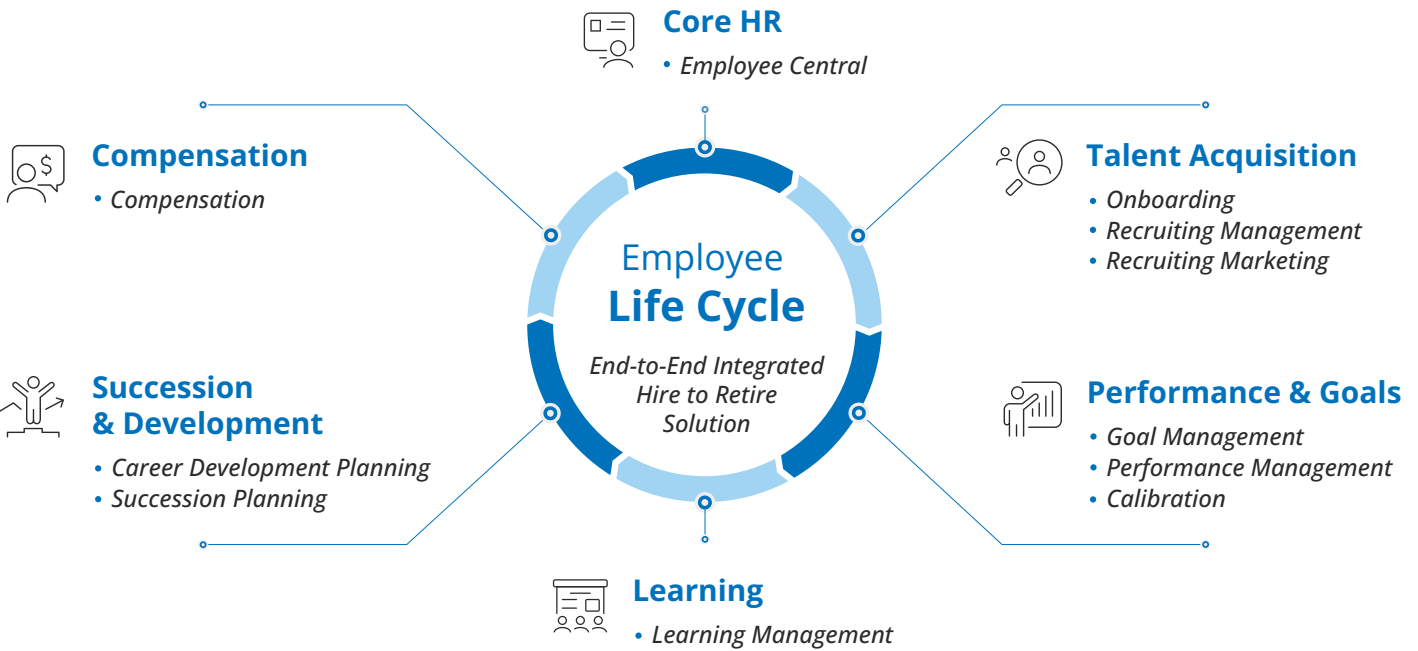 Core HR
• Employee Central
Talent Acquisition
• Onboarding
• Recruiting Management
• Recruiting Marketing
Performance & Goals
• Goal Management
• Performance Management
• Calibration
Learning
• Learning Management
Succession
& Development
• Career Development Planning
• Succession Planning
Compensation
• Compensation
Employee
Life Cycle
End-to-End Integrated
Hire to Retire
Solution